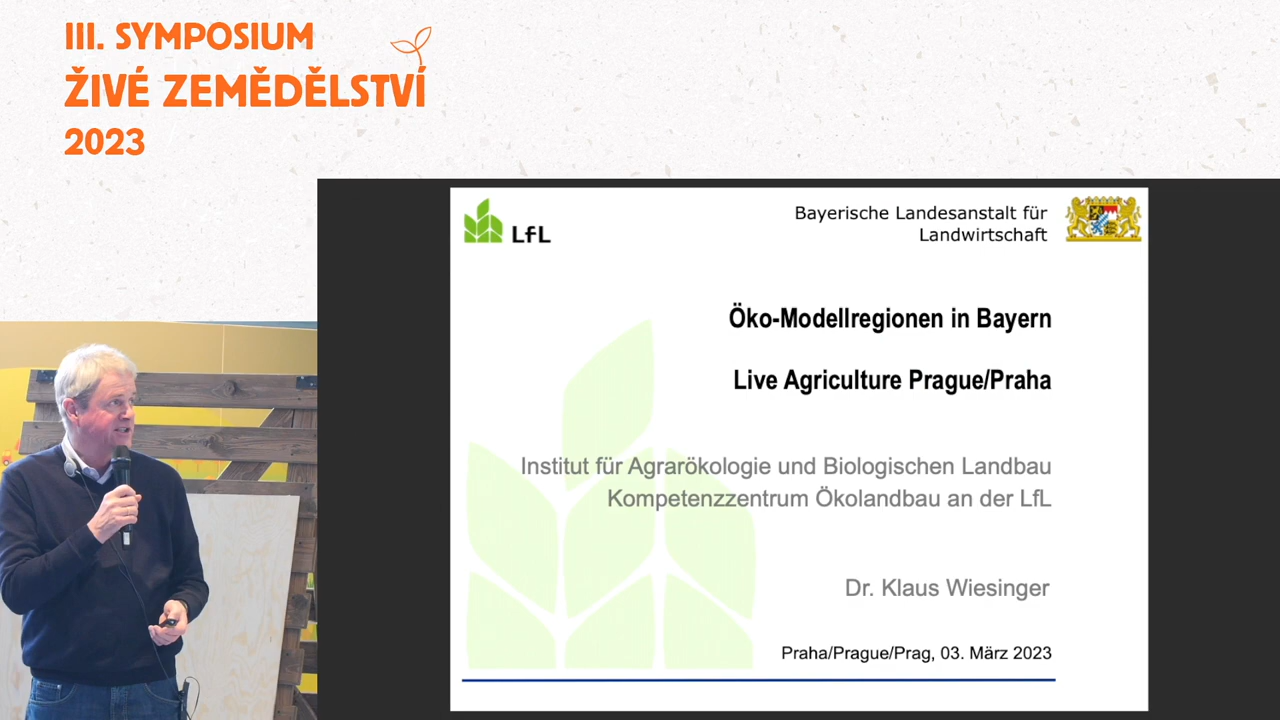 III. SYMPOSIUM
ŽIVÉ ZEMĚDĚLSTVÍ
2023
LfL
Bayerische Landesanstalt für
Landwirtschaft
Öko-Modellregionen in Bayern
Live Agriculture Prague/Praha
Institut für Agrarökologie und Biologischen Landbau
Kompetenzzentrum Ökolandbau an der LfL
Dr. Klaus Wiesinger
Praha/Prague/Prag, 03. März 2023